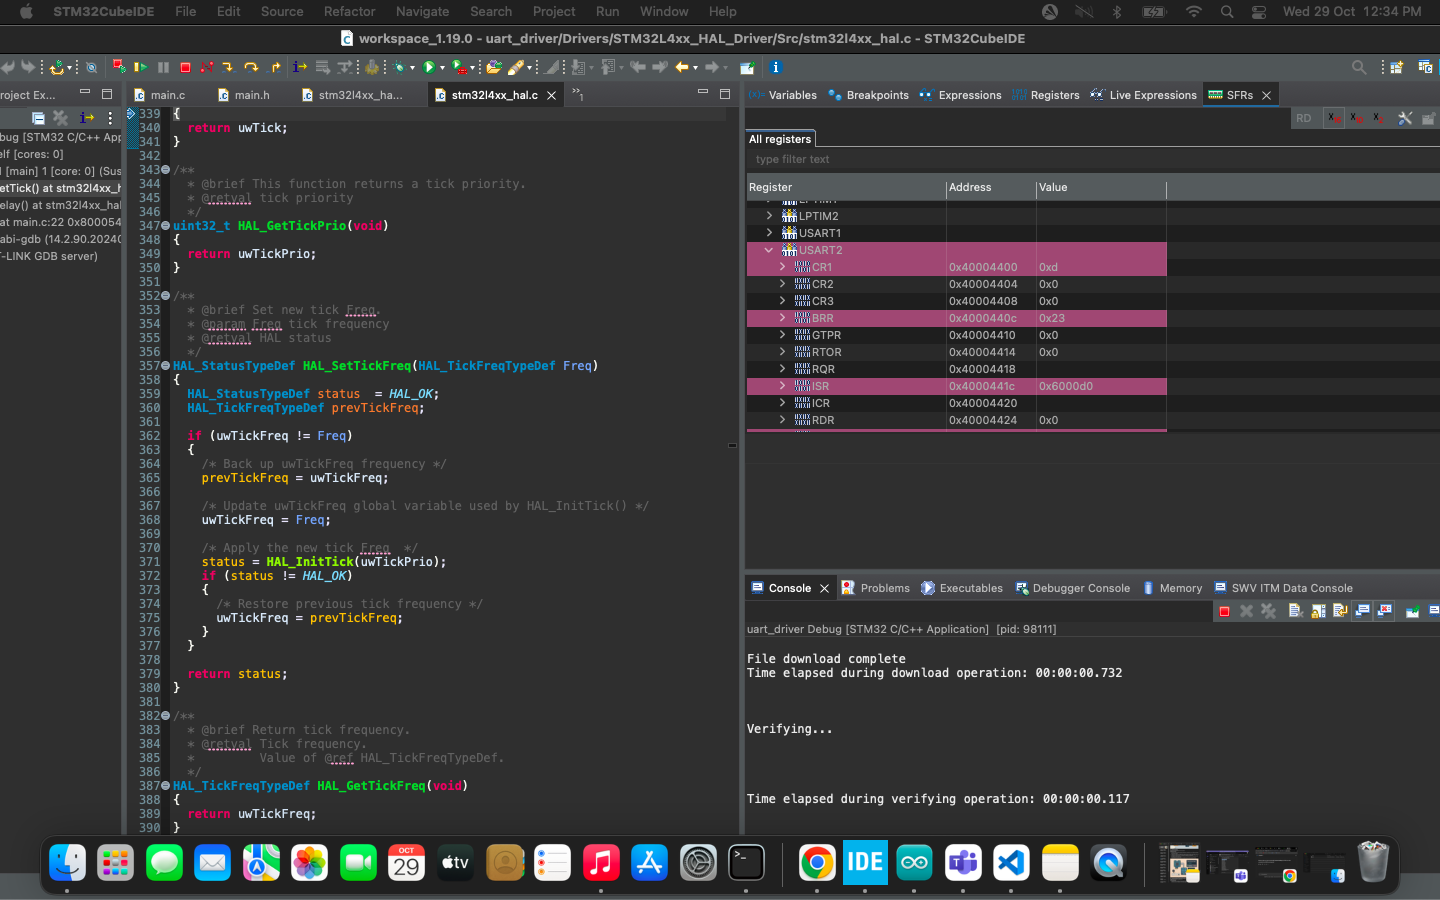 STM32CubeIDE File Edit Source Refactor Navigate Search Project Run Window Help Wed 29 Oct 12:34 PM
workspace_1.19.0 - uart_driver/Drivers/STM32L4xx_HAL_Driver/Src/stm32l4xx_hal.c - STM32CubeIDE
roject Ex...
main.c main.h stm32l4xx_ha... stm32l4xx_hal.c
Variables Breakpoints Expressions Registers Live Expressions SFRs
RD
bug [STM32 C/C++ App
elf [cores: 0]
l [main] 1 [core: 0] (Sus
etTick() at stm32l4xx_ha
elay() at stm32l4xx_hal
at main.c:22 0x800054
abi-gdb (14.2.90.20240
T-LINK GDB server)
339 {
340   return uwTick;
341 }
342
343 /**
344   * @brief This function returns a tick priority.
345   * @retval tick priority
346   */
347 uint32_t HAL_GetTickPrio(void)
348 {
349   return uwTickPrio;
350 }
351
352 /**
353   * @brief Set new tick Freq.
354   * @param Freq tick frequency
355   * @retval HAL status
356   */
357 HAL_StatusTypeDef HAL_SetTickFreq(HAL_TickFreqTypeDef Freq)
358 {
359   HAL_StatusTypeDef status  = HAL_OK;
360   HAL_TickFreqTypeDef prevTickFreq;
361
362   if (uwTickFreq != Freq)
363   {
364     /* Back up uwTickFreq frequency */
365     prevTickFreq = uwTickFreq;
366
367     /* Update uwTickFreq global variable used by HAL_InitTick() */
368     uwTickFreq = Freq;
369
370     /* Apply the new tick Freq  */
371     status = HAL_InitTick(uwTickPrio);
372     if (status != HAL_OK)
373     {
374       /* Restore previous tick frequency */
375       uwTickFreq = prevTickFreq;
376     }
377   }
378
379   return status;
380 }
381
382 /**
383   * @brief Return tick frequency.
384   * @retval Tick frequency.
385   *         Value of @ref HAL_TickFreqTypeDef.
386   */
387 HAL_TickFreqTypeDef HAL_GetTickFreq(void)
388 {
389   return uwTickFreq;
390 }
All registers
type filter text
Register Address Value
LPTIM1
LPTIM2
USART1
USART2
CR1 0x40004400 0xd
CR2 0x40004404 0x0
CR3 0x40004408 0x0
BRR 0x4000440c 0x23
GTPR 0x40004410 0x0
RTOR 0x40004414 0x0
RQR 0x40004418
ISR 0x4000441c 0x6000d0
ICR 0x40004420
RDR 0x40004424 0x0
Console Problems Executables Debugger Console Memory SWV ITM Data Console
uart_driver Debug [STM32 C/C++ Application] [pid: 98111]
File download complete
Time elapsed during download operation: 00:00:00.732
Verifying...
Time elapsed during verifying operation: 00:00:00.117
OCT
29
tv
IDE